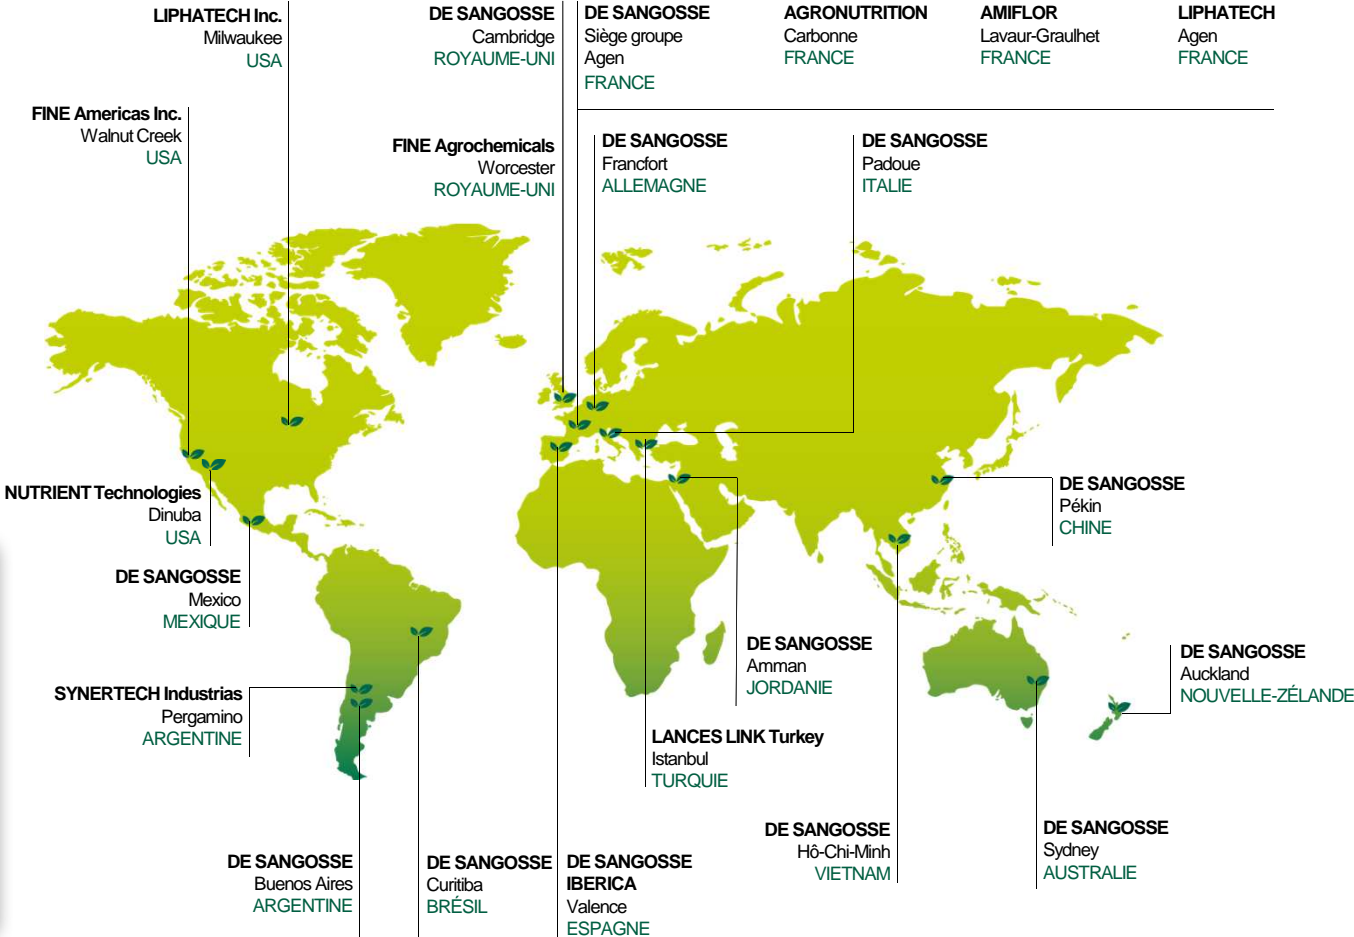 LIPHATECH Inc.
Milwaukee
USA
DE SANGOSSE
Cambridge
ROYAUME-UNI
DE SANGOSSE
Siège groupe
Agen
FRANCE
AGRONUTRITION
Carbonne
FRANCE
AMIFLOR
Lavaur-Graulhet
FRANCE
LIPHATECH
Agen
FRANCE
FINE Americas Inc.
Walnut Creek
USA
FINE Agrochemicals
Worcester
ROYAUME-UNI
DE SANGOSSE
Francfort
ALLEMAGNE
DE SANGOSSE
Padoue
ITALIE
NUTRIENT Technologies
Dinuba
USA
DE SANGOSSE
Pékin
CHINE
DE SANGOSSE
Mexico
MEXIQUE
DE SANGOSSE
Amman
JORDANIE
DE SANGOSSE
Auckland
NOUVELLE-ZÉLANDE
SYNERTECH Industrias
Pergamino
ARGENTINE
LANCES LINK Turkey
Istanbul
TURQUIE
DE SANGOSSE
Hô-Chi-Minh
VIETNAM
DE SANGOSSE
Sydney
AUSTRALIE
DE SANGOSSE
Buenos Aires
ARGENTINE
DE SANGOSSE
Curitiba
BRÉSIL
DE SANGOSSE
IBERICA
Valence
ESPAGNE